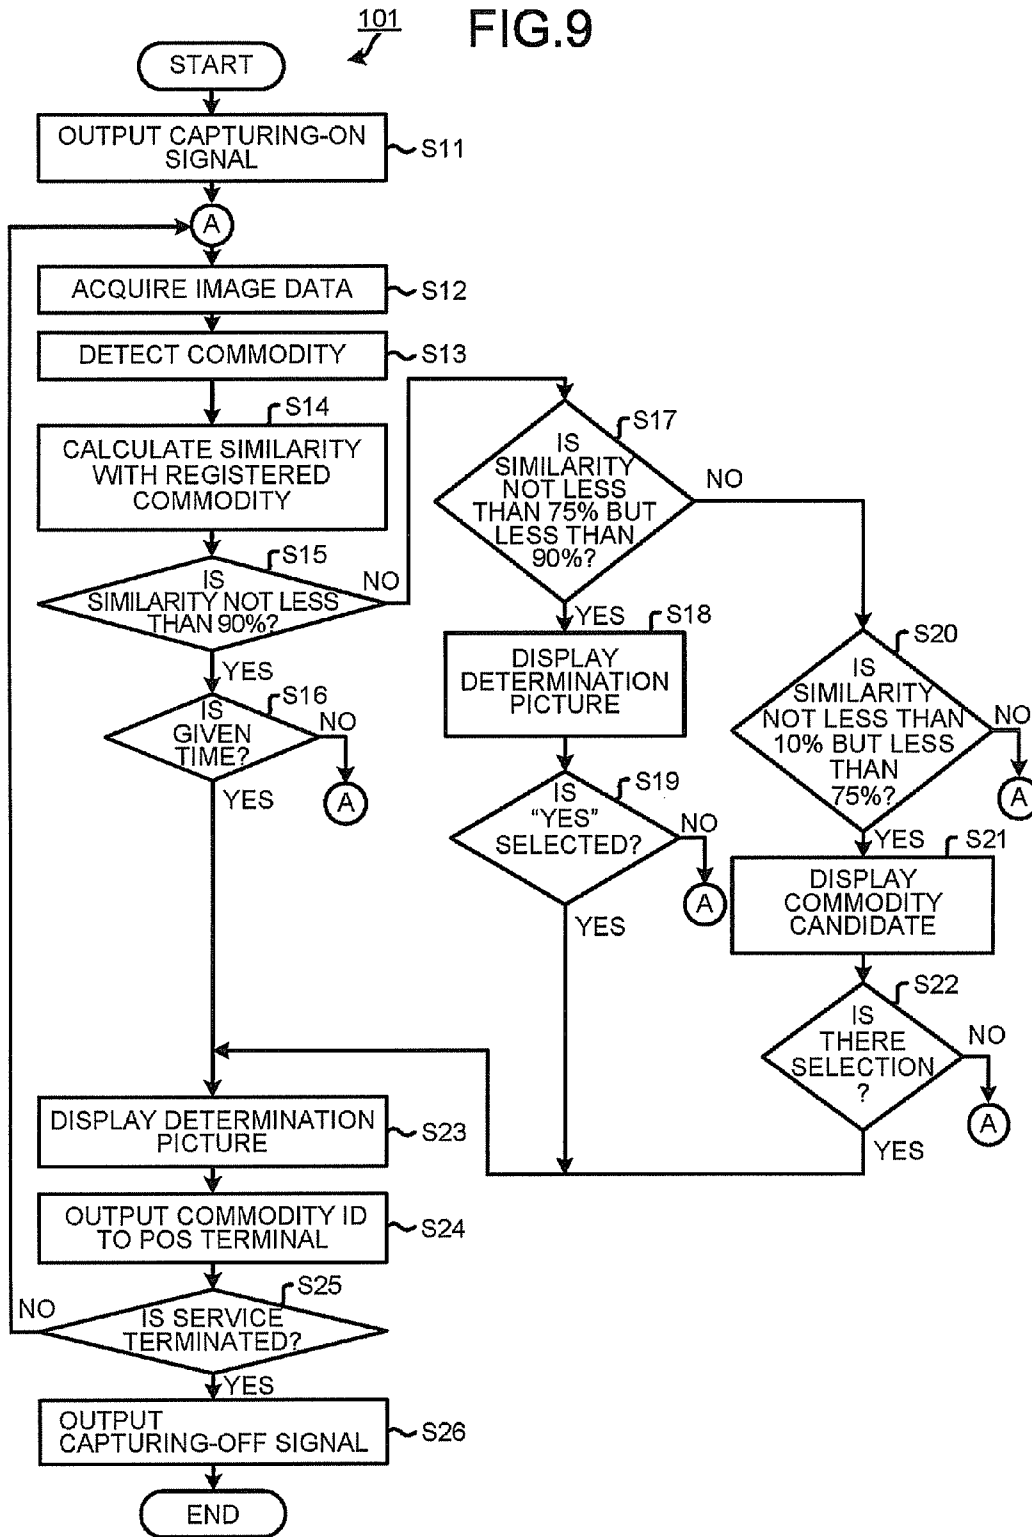 101
FIG.9
START
OUTPUT CAPTURING-ON
SIGNAL
S11
A
ACQUIRE IMAGE DATA
S12
DETECT COMMODITY
S13
S14
CALCULATE SIMILARITY
WITH REGISTERED
COMMODITY
S15
IS
SIMILARITY NOT LESS
THAN 90%?
NO
YES
S16
IS
GIVEN
TIME?
NO
A
YES
S17
IS
SIMILARITY
NOT LESS
THAN 75% BUT
LESS THAN
90%?
NO
YES
S18
DISPLAY
DETERMINATION
PICTURE
S19
IS
“YES”
SELECTED?
NO
A
YES
S20
IS
SIMILARITY
NOT LESS THAN
10% BUT LESS
THAN
75%?
NO
A
YES
S21
DISPLAY
COMMODITY
CANDIDATE
S22
IS
THERE
SELECTION
?
NO
A
YES
DISPLAY DETERMINATION
PICTURE
S23
OUTPUT COMMODITY ID
TO POS TERMINAL
S24
S25
IS SERVICE
TERMINATED?
NO
YES
OUTPUT
CAPTURING-OFF SIGNAL
S26
END